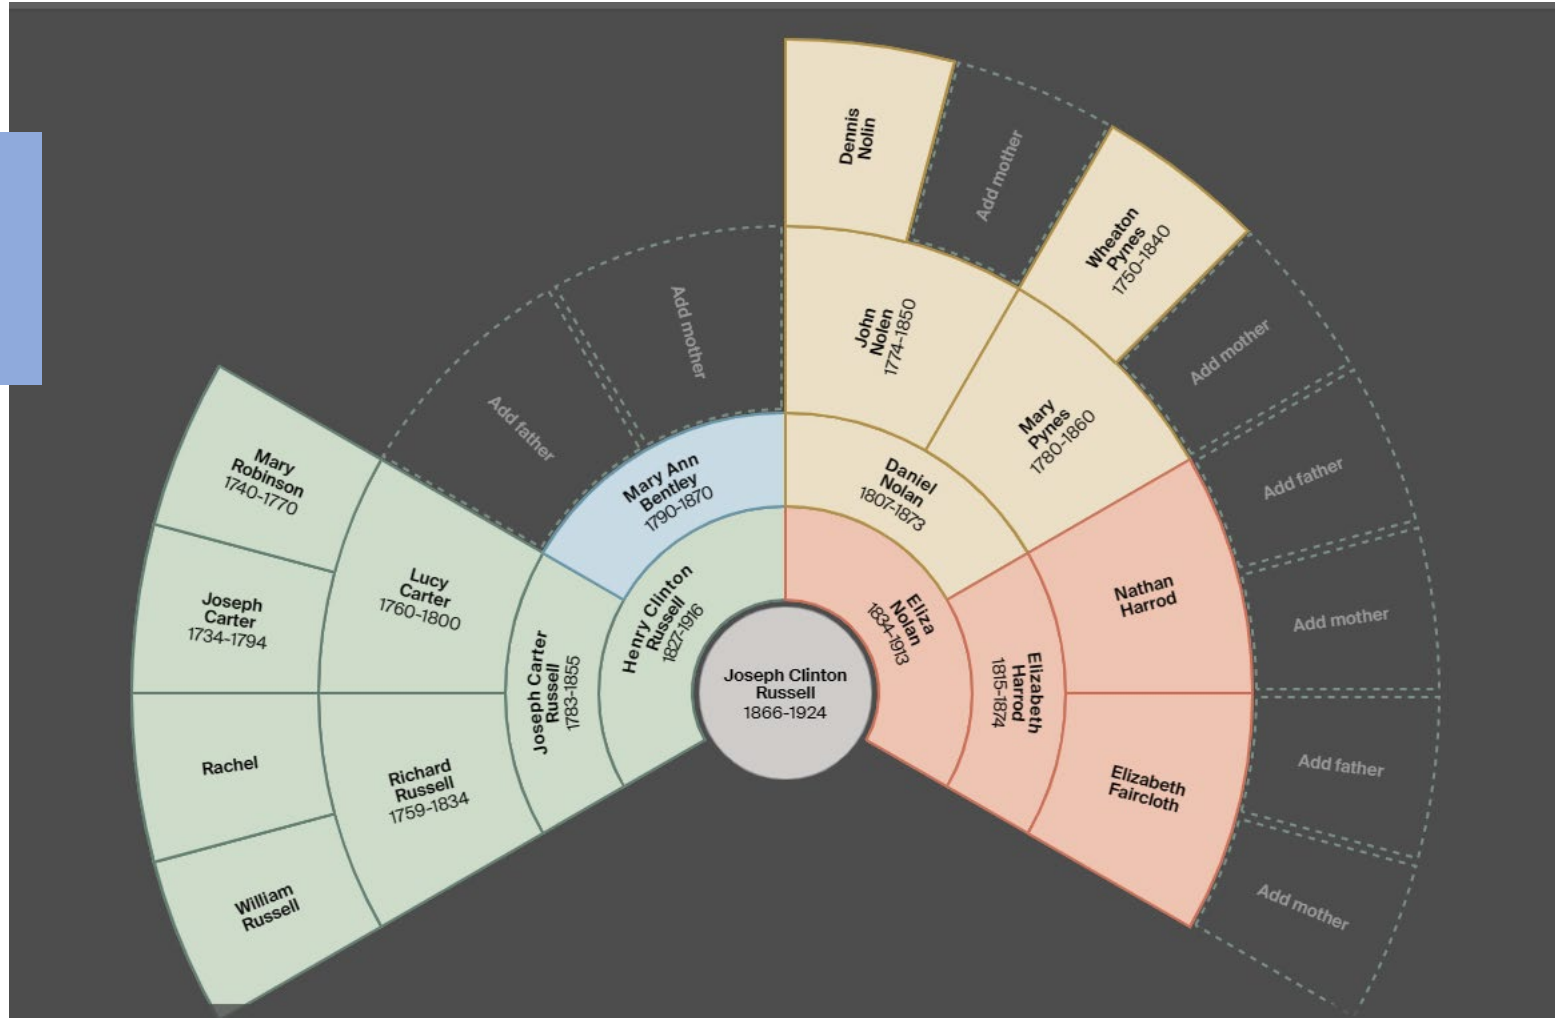 Dennis
Nolin
Add mother
Wheaton
Pynes
1750-1840
Add mother
Add father
Add mother
Add father
Add mother
John
Nolen
1774-1850
Mary
Pynes
1780-1860
Nathan
Harrod
Elizabeth
Faircloth
Add mother
Add father
Daniel
Nolan
1807-1873
Elizabeth
Harrod
1815-1874
Mary Ann
Bentley
1790-1870
Eliza
Nolan
1834-1913
Henry Clinton
Russell
1827-1916
Joseph Carter
Russell
1783-1855
Joseph Clinton
Russell
1866-1924
Mary
Robinson
1740-1770
Lucy
Carter
1760-1800
Joseph
Carter
1734-1794
Rachel
Richard
Russell
1759-1834
William
Russell